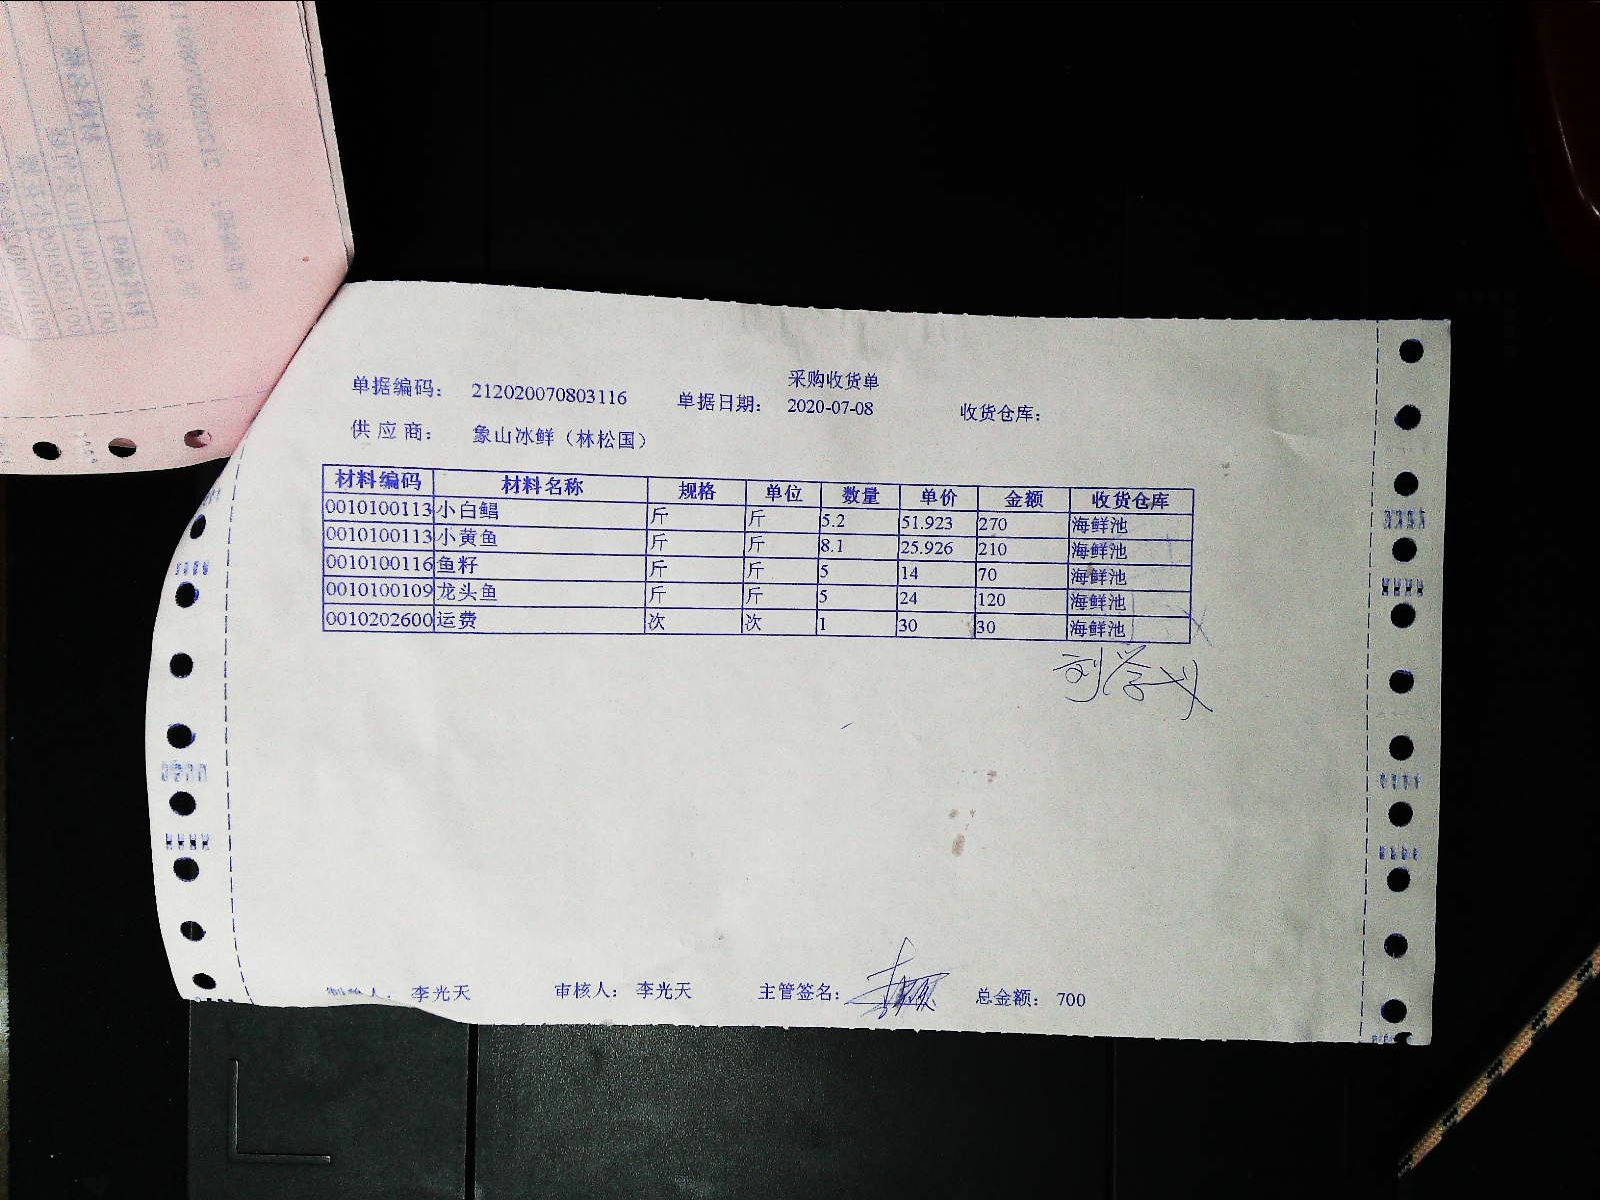 采购收货单
单据编码： 212020070803116 单据日期： 2020-07-08 收货仓库：
供 应 商： 象山冰鲜（林松国）
材料编码 材料名称 规格 单位 数量 单价 金额 收货仓库
0010100113 小白鲳 斤 斤 5.2 51.923 270 海鲜池
0010100113 小黄鱼 斤 斤 8.1 25.926 210 海鲜池
0010100116 鱼籽 斤 斤 5 14 70 海鲜池
0010100109 龙头鱼 斤 斤 5 24 120 海鲜池
0010202600 运费 次 次 1 30 30 海鲜池
刘学义
李光天 审核人： 李光天 主管签名： 总金额： 700